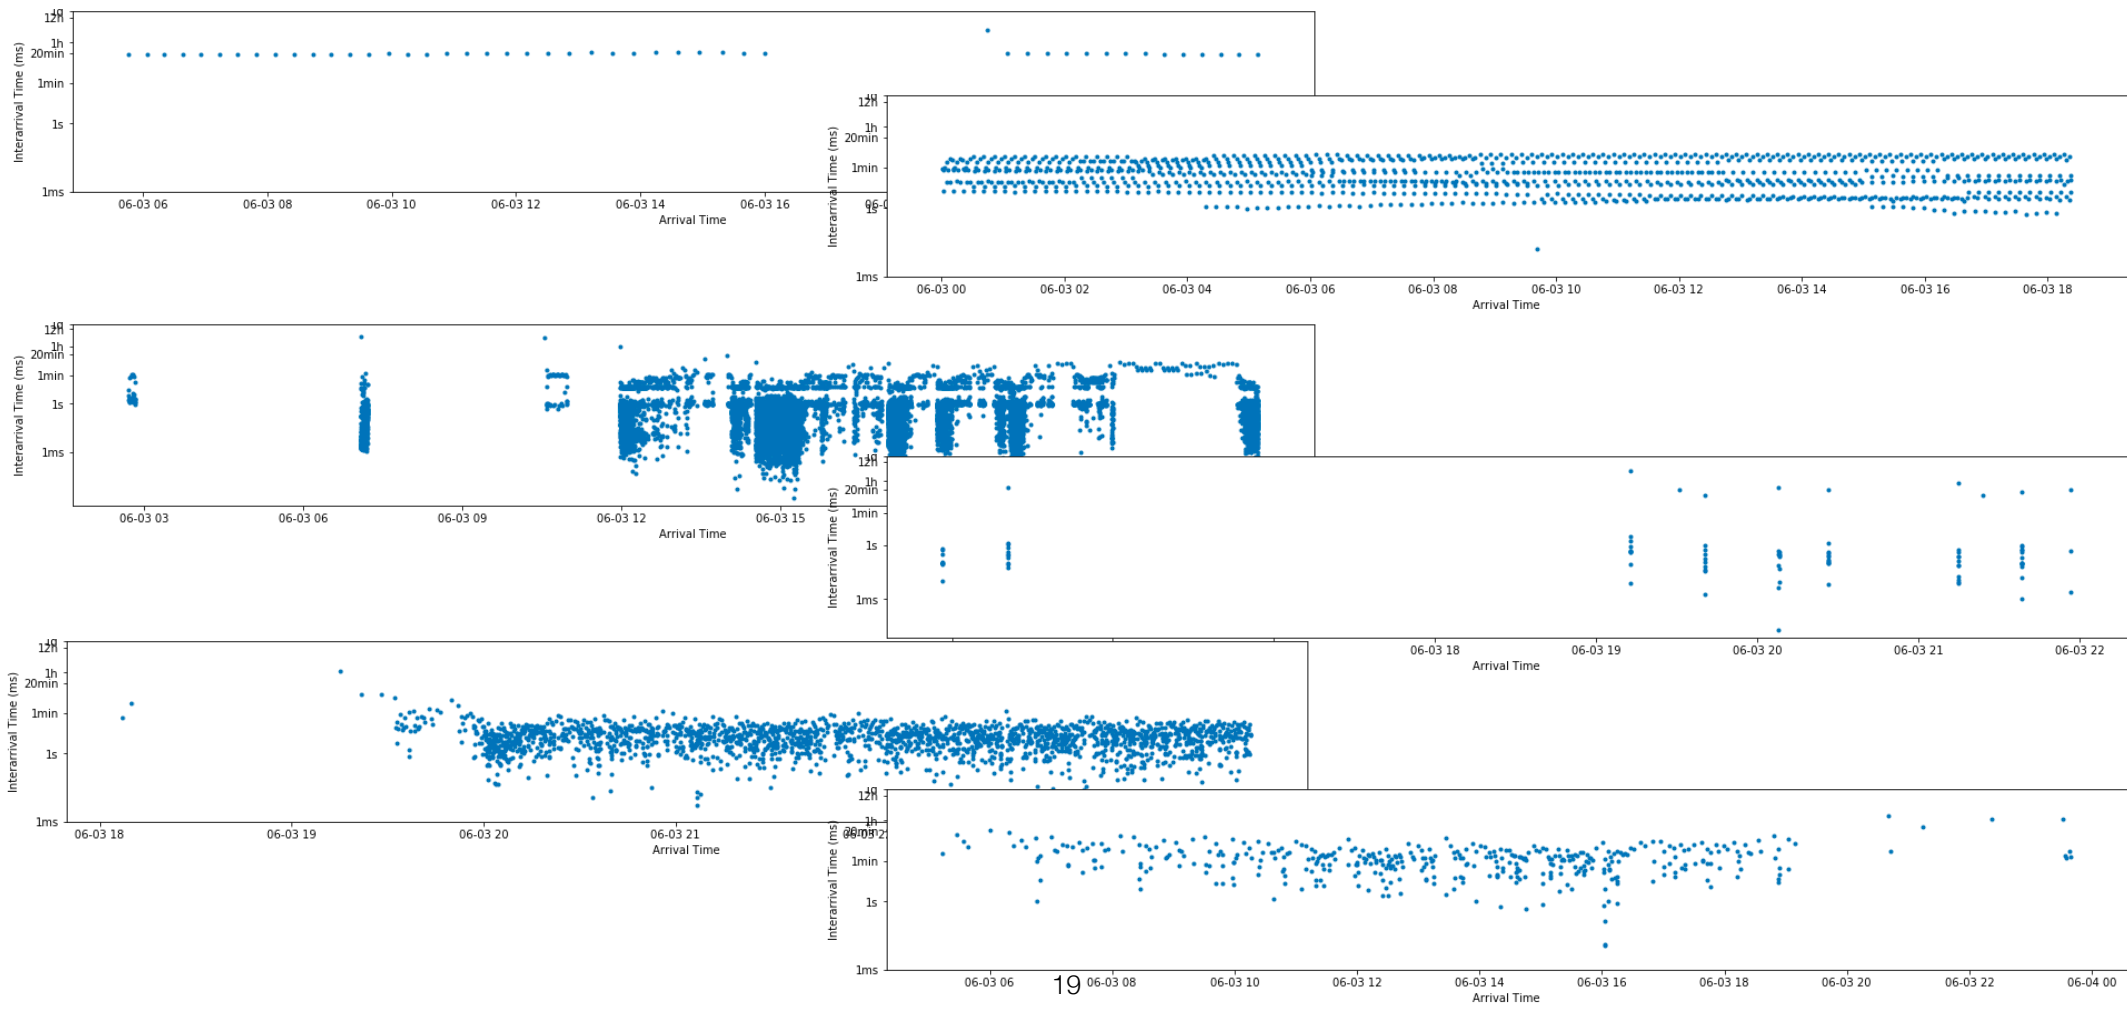 1d
12h
1h
20min
1min
1s
1ms
Interarrival Time (ms)
06-03 06 06-03 08 06-03 10 06-03 12 06-03 14 06-03 16
Arrival Time
12h
1h
20min
1min
1s
1ms
Interarrival Time (ms)
06-03 00 06-03 02 06-03 04 06-03 06 06-03 08 06-03 10 06-03 12 06-03 14 06-03 16 06-03 18
Arrival Time
12h
1h
20min
1min
1s
1ms
Interarrival Time (ms)
06-03 03 06-03 06 06-03 09 06-03 12 06-03 15
Arrival Time
12h
1h
20min
1min
1s
1ms
Interarrival Time (ms)
06-03 18 06-03 19 06-03 20 06-03 21 06-03 22
Arrival Time
12h
1h
20min
1min
1s
1ms
Interarrival Time (ms)
06-03 18 06-03 19 06-03 20 06-03 21
Arrival Time
12h
1h
20min
1min
1s
1ms
Interarrival Time (ms)
06-03 06 06-03 08 06-03 10 06-03 12 06-03 14 06-03 16 06-03 18 06-03 20 06-03 22 06-04 00
Arrival Time
19